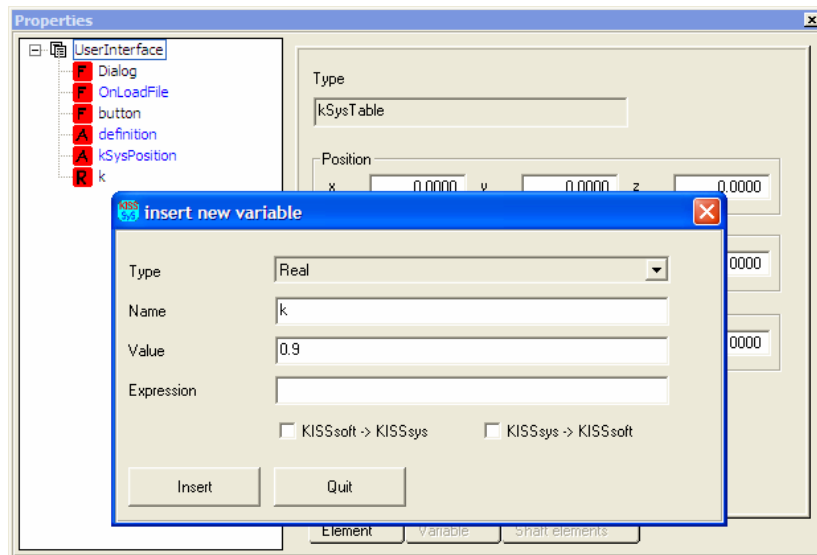 Properties
UserInterface
F Dialog
F OnLoadFile
F button
A definition
A kSysPosition
R k
Type
kSysTable
Position
x 0.0000 y 0.0000 z 0.0000
0000
0000
KISS sys insert new variable
Type Real
Name k
Value 0.9
Expression
KISSsoft -> KISSsys KISSsys -> KISSsoft
Insert Quit
Element Variable Shaft elements